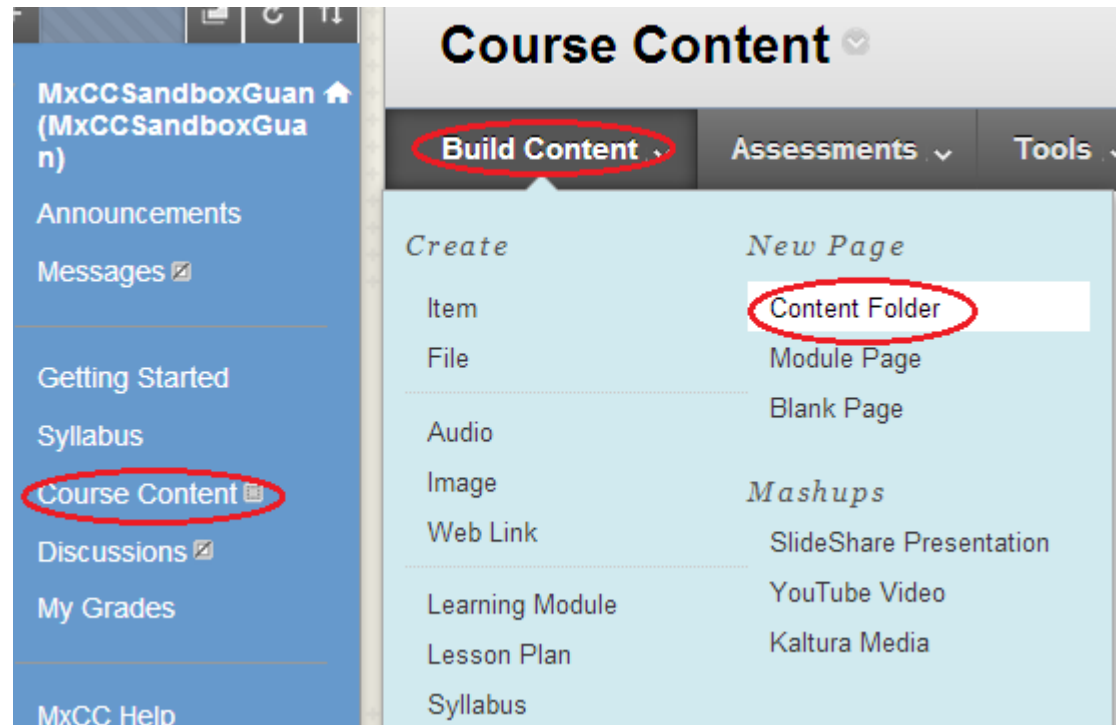 MxCCSandboxGuan
(MxCCSandboxGua
n)
Announcements
Messages
Getting Started
Syllabus
Course Content
Discussions
My Grades
MxCC Help
Course Content
Build Content
Assessments
Tools
Create
Item
File
Audio
Image
Web Link
Learning Module
Lesson Plan
Syllabus
New Page
Content Folder
Module Page
Blank Page
Mashups
SlideShare Presentation
YouTube Video
Kaltura Media